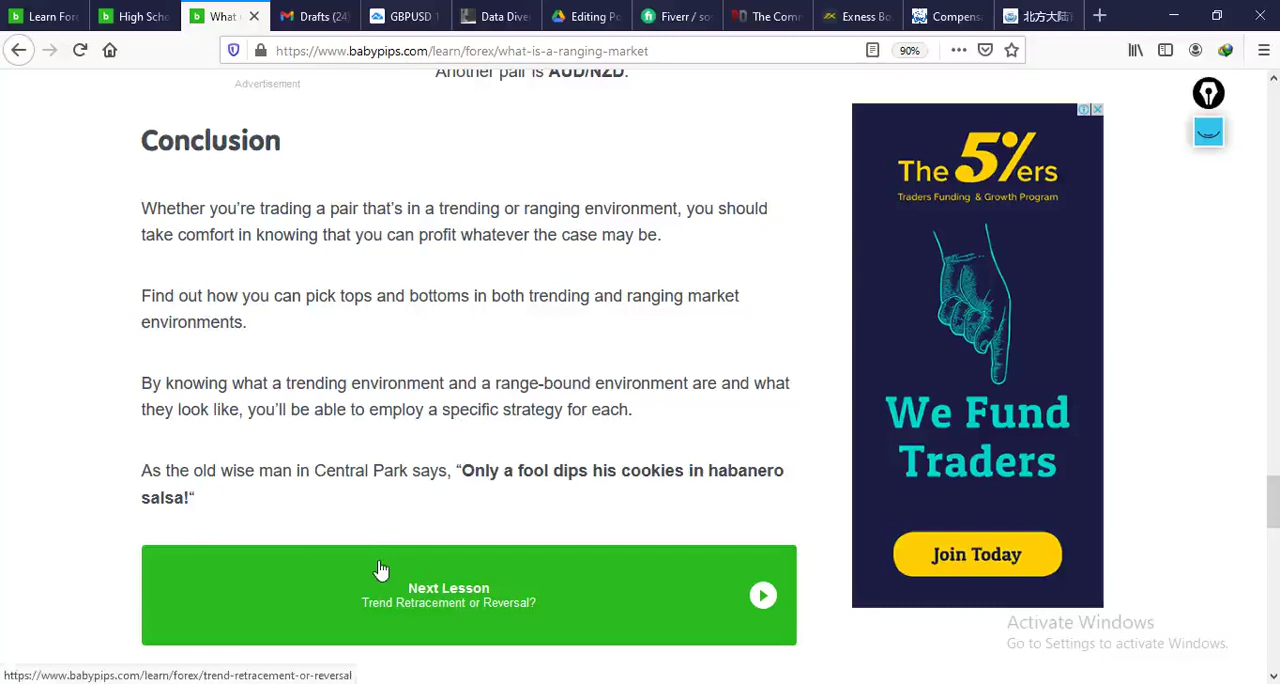 Learn For
High Scho
What
Drafts (24
GBPUSD 1
Data Dive
Editing Po
Fiverr / so
The Comm
Exness Bo
Compensa
北方大陆
https://www.babypips.com/learn/forex/what-is-a-ranging-market
90%
Another pair is AUD/NZD.
Advertisement
Conclusion
Whether you're trading a pair that's in a trending or ranging environment, you should
take comfort in knowing that you can profit whatever the case may be.
Find out how you can pick tops and bottoms in both trending and ranging market
environments.
By knowing what a trending environment and a range-bound environment are and what
they look like, you'll be able to employ a specific strategy for each.
As the old wise man in Central Park says, “Only a fool dips his cookies in habanero
salsa!“
Next Lesson
Trend Retracement or Reversal?
The 5%ers
Traders Funding & Growth Program
We Fund
Traders
Join Today
Activate Windows
Go to Settings to activate Windows.
https://www.babypips.com/learn/forex/trend-retracement-or-reversal